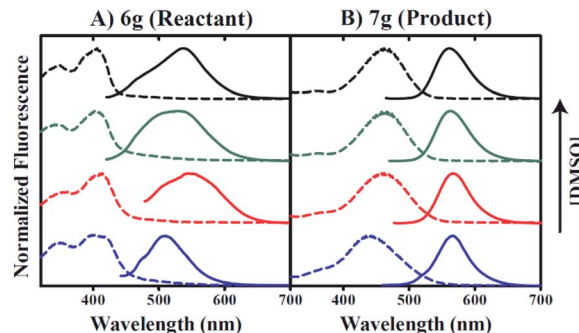 A) 6g (Reactant)
B) 7g (Product)
Normalized Fluorescence
[DMSO]
400
500
600
700
400
500
600
700
Wavelength (nm)
Wavelength (nm)